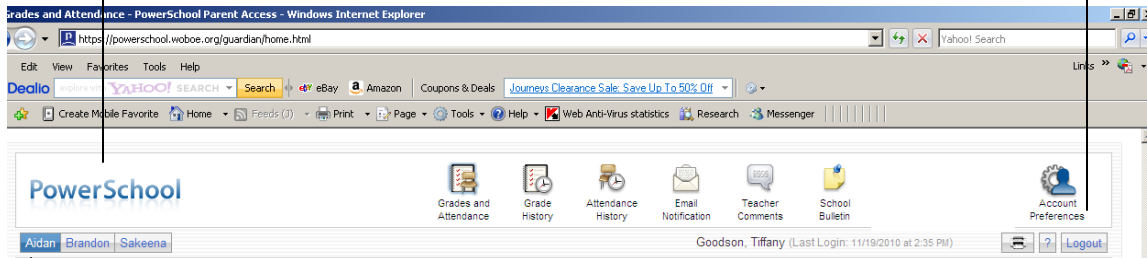 Grades and Attendance - PowerSchool Parent Access - Windows Internet Explorer
https://powerschool.woboe.org/guardian/home.html Yahoo! Search
Edit View Favorites Tools Help Links »
Dealio YAHOO! SEARCH Search eBay Amazon Coupons & Deals Journeys Clearance Sale: Save Up To 50% Off
Create Mobile Favorite Home Feeds (J) Print Page Tools Help Web Anti-Virus statistics Research Messenger
PowerSchool
Grades and Attendance Grade History Attendance History Email Notification Teacher Comments School Bulletin Account Preferences
Aidan Brandon Sakeena Goodson, Tiffany (Last Login: 11/19/2010 at 2:35 PM) ? Logout